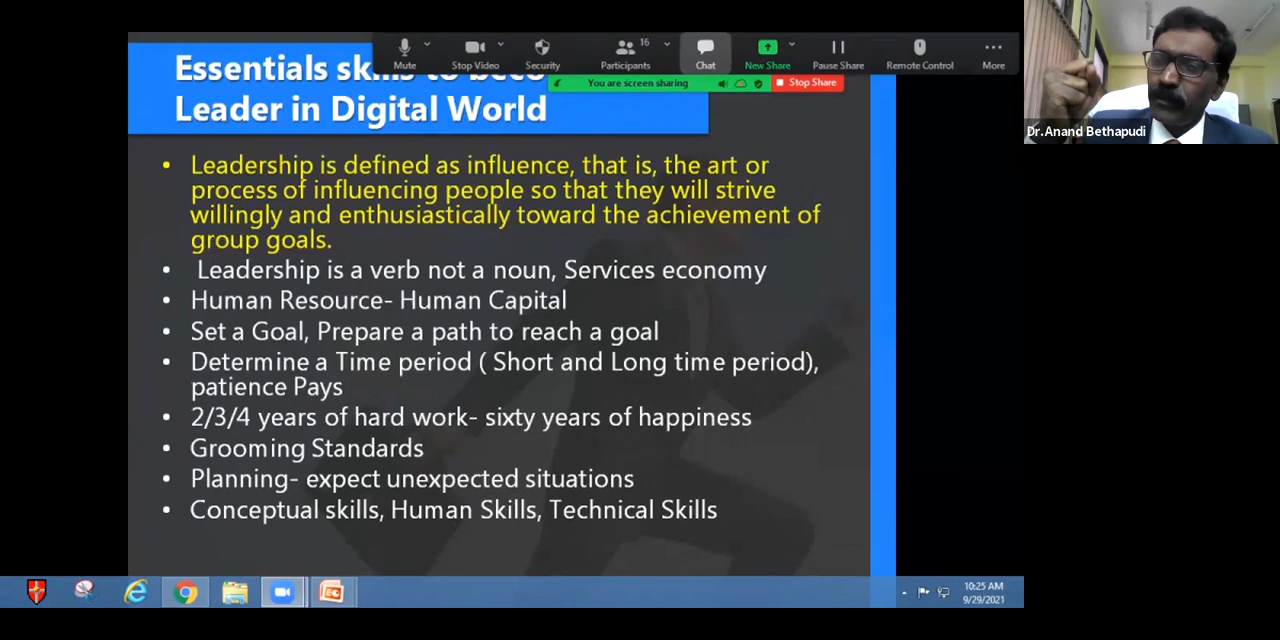 Essentials skills to beco
Leader in Digital World
Mute
Stop Video
Security
Participants
16
Chat
New Share
Pause Share
Remote Control
More
You are screen sharing
Stop Share
Dr.Anand Bethapudi
• Leadership is defined as influence, that is, the art or
process of influencing people so that they will strive
willingly and enthusiastically toward the achievement of
group goals.
• Leadership is a verb not a noun, Services economy
• Human Resource- Human Capital
• Set a Goal, Prepare a path to reach a goal
• Determine a Time period ( Short and Long time period),
patience Pays
• 2/3/4 years of hard work- sixty years of happiness
• Grooming Standards
• Planning- expect unexpected situations
• Conceptual skills, Human Skills, Technical Skills
10:25 AM
9/29/2021